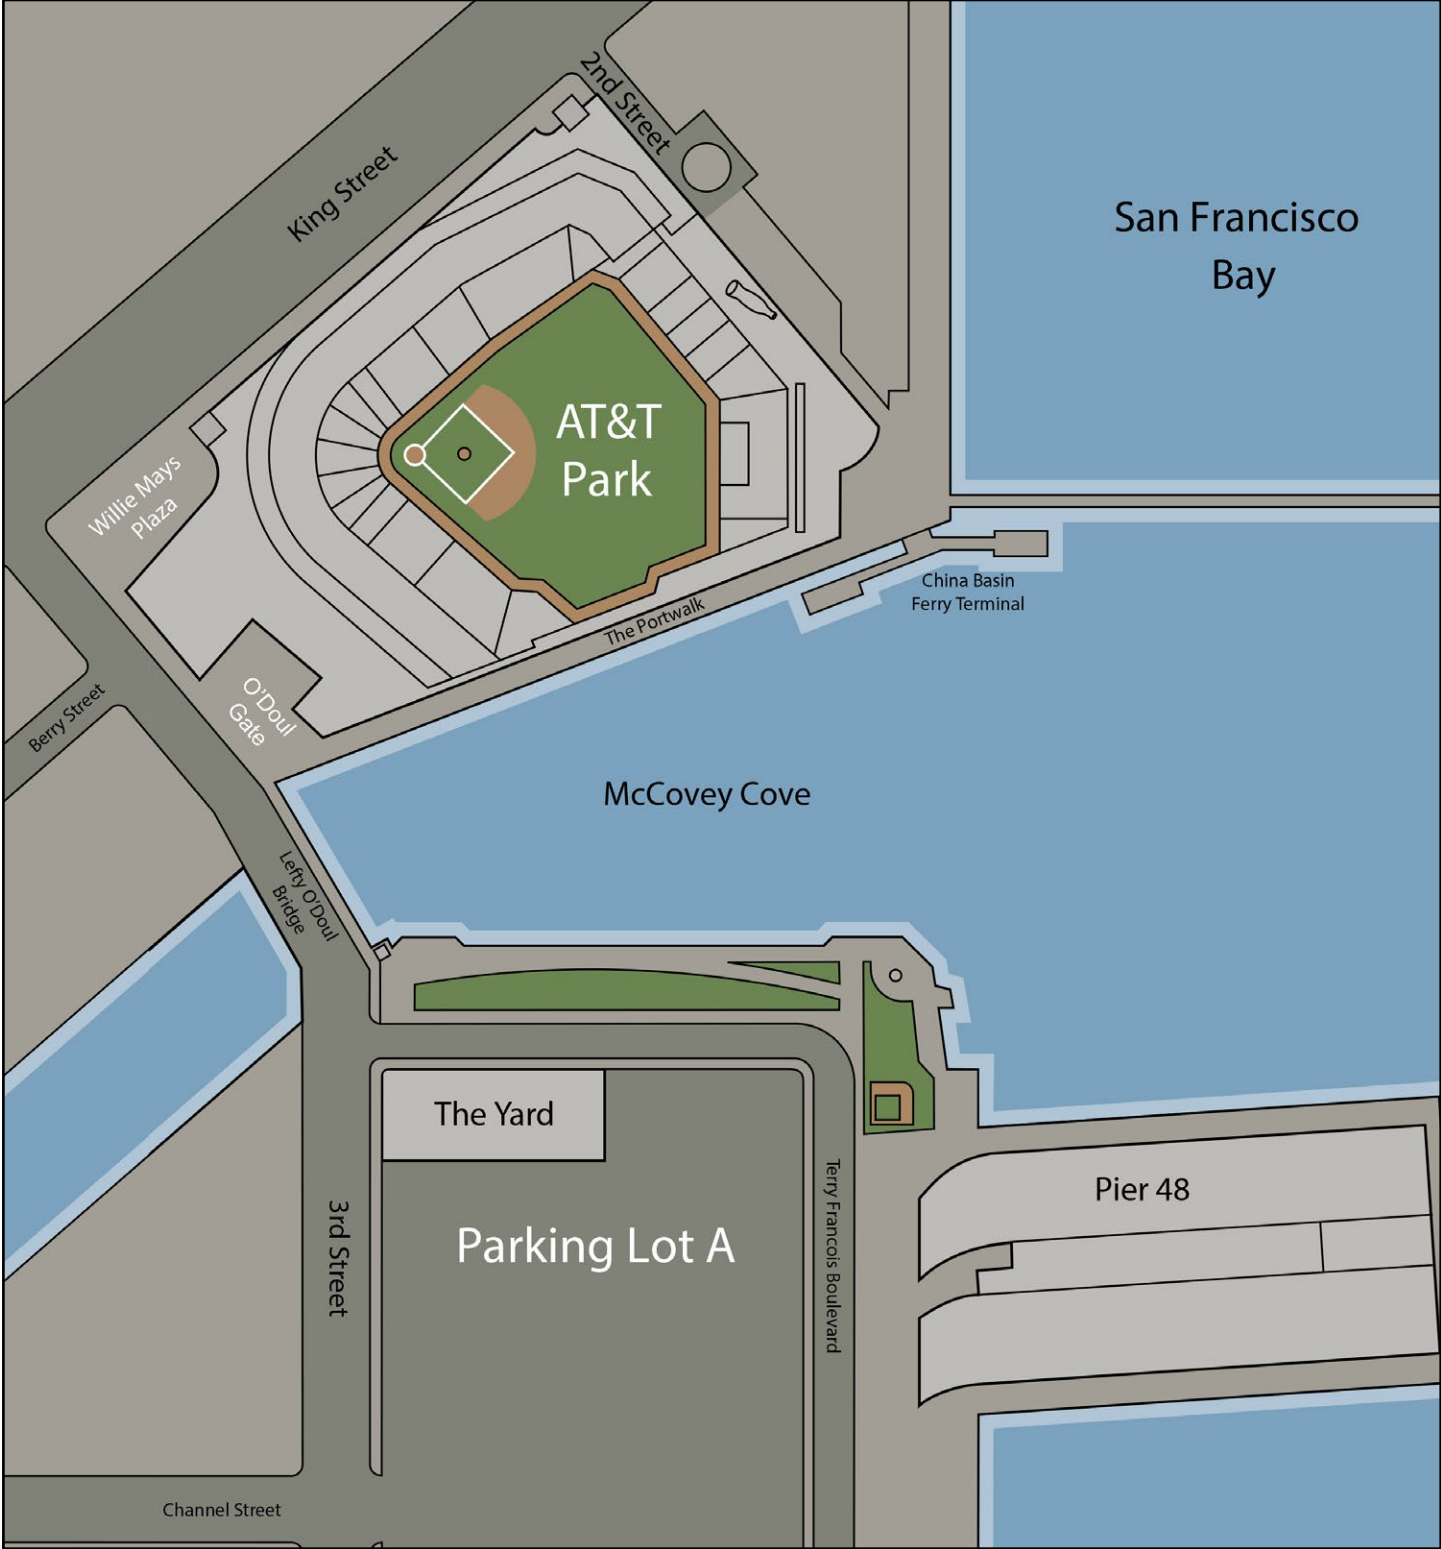 2nd Street
King Street
San Francisco
Bay
AT&T
Park
Willie Mays
Plaza
China Basin
Ferry Terminal
The Portwalk
O'Doul
Gate
Berry Street
McCovey Cove
Lefty O'Doul
Bridge
The Yard
Pier 48
3rd Street
Parking Lot A
Terry Francois Boulevard
Channel Street